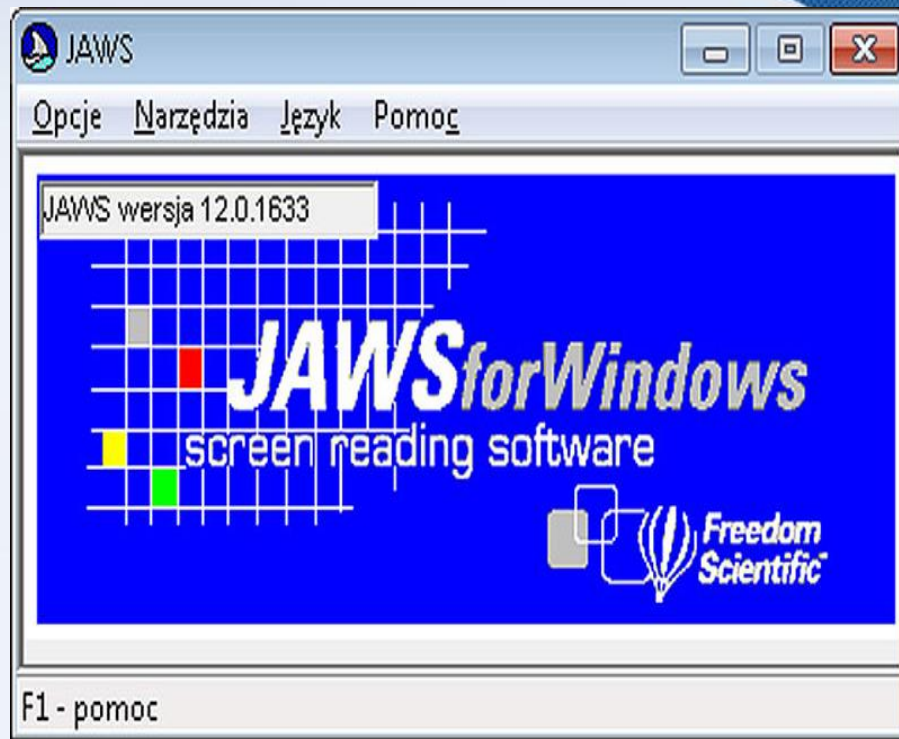 JAWS
Opcje Narzędzia Język Pomoc
JAWS wersja 12.0.1633
JAWSforWindows
screen reading software
Freedom
Scientific
F1 - pomoc